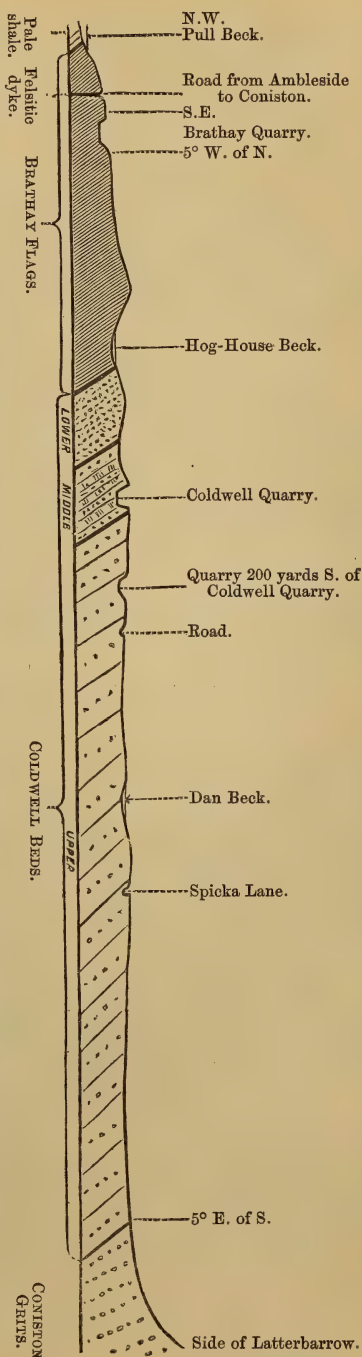 N.W.
Pull Beck.
Pale
shale.
Felsitic
dyke.
Road from Ambleside
to Coniston.
S.E.
Brathay Quarry.
5° W. of N.
BRATHAY FLAGS.
Hog-House Beck.
LOWER
MIDDLE
Coldwell Quarry.
Quarry 200 yards S. of
Coldwell Quarry.
Road.
COLDWELL BEDS.
UPPER
Dan Beck.
Spicka Lane.
5° E. of S.
CONISTON
GRITS.
Side of Latterbarrow.